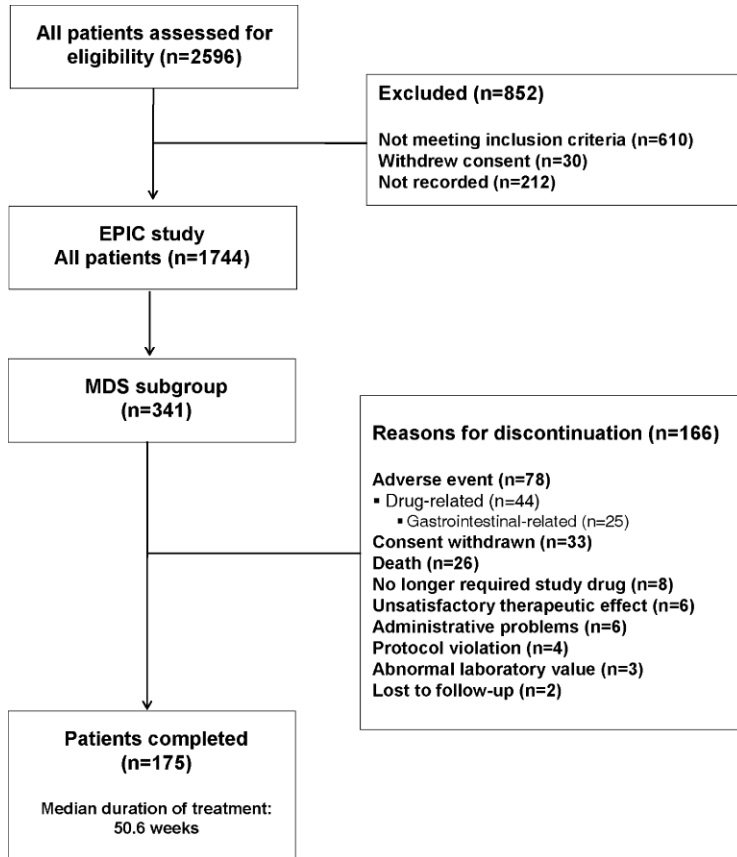 All patients assessed for
eligibility (n=2596)
Excluded (n=852)
Not meeting inclusion criteria (n=610)
Withdrew consent (n=30)
Not recorded (n=212)
EPIC study
All patients (n=1744)
MDS subgroup
(n=341)
Reasons for discontinuation (n=166)
Adverse event (n=78)
▪ Drug-related (n=44)
▪ Gastrointestinal-related (n=25)
Consent withdrawn (n=33)
Death (n=26)
No longer required study drug (n=8)
Unsatisfactory therapeutic effect (n=6)
Administrative problems (n=6)
Protocol violation (n=4)
Abnormal laboratory value (n=3)
Lost to follow-up (n=2)
Patients completed
(n=175)
Median duration of treatment:
50.6 weeks